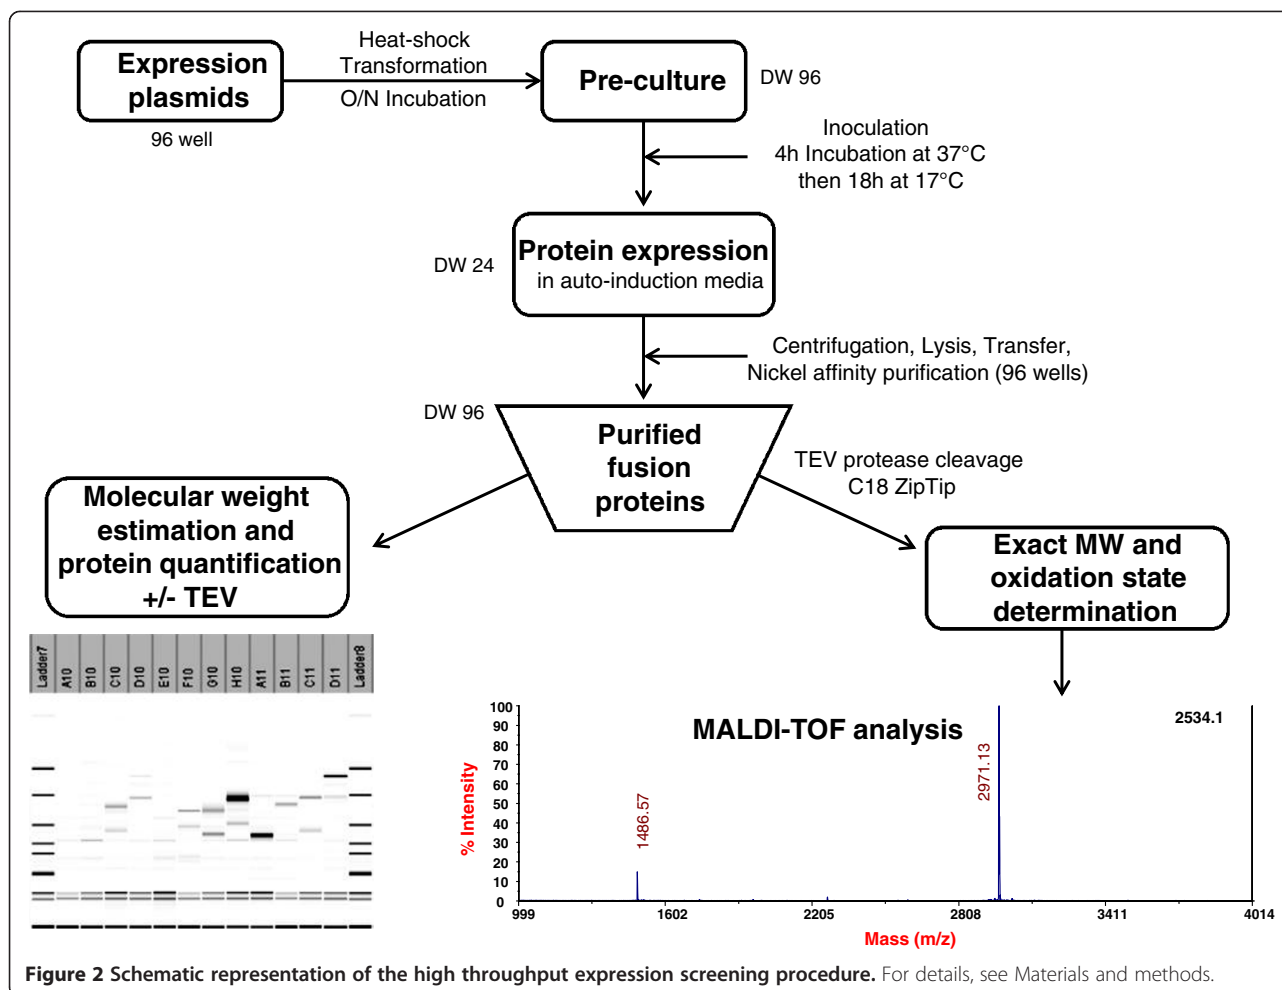 Expression
plasmids
96 well
Heat-shock
Transformation
O/N Incubation
Pre-culture
DW 96
Inoculation
4h Incubation at 37°C
then 18h at 17°C
DW 24
Protein expression
in auto-induction media
Centrifugation, Lysis, Transfer,
Nickel affinity purification (96 wells)
DW 96
Purified
fusion
proteins
TEV protease cleavage
C18 ZipTip
Molecular weight
estimation and
protein quantification
+/- TEV
Exact MW and
oxidation state
determination
Ladder7
A10
B10
C10
D10
E10
F10
G10
H10
A11
B11
C11
D11
Ladder8
MALDI-TOF analysis
2534.1
% Intensity
100
90
80
70
60
50
40
30
20
10
0
1486.57
2971.13
999
1602
2205
2808
3411
4014
Mass (m/z)
Figure 2 Schematic representation of the high throughput expression screening procedure. For details, see Materials and methods.